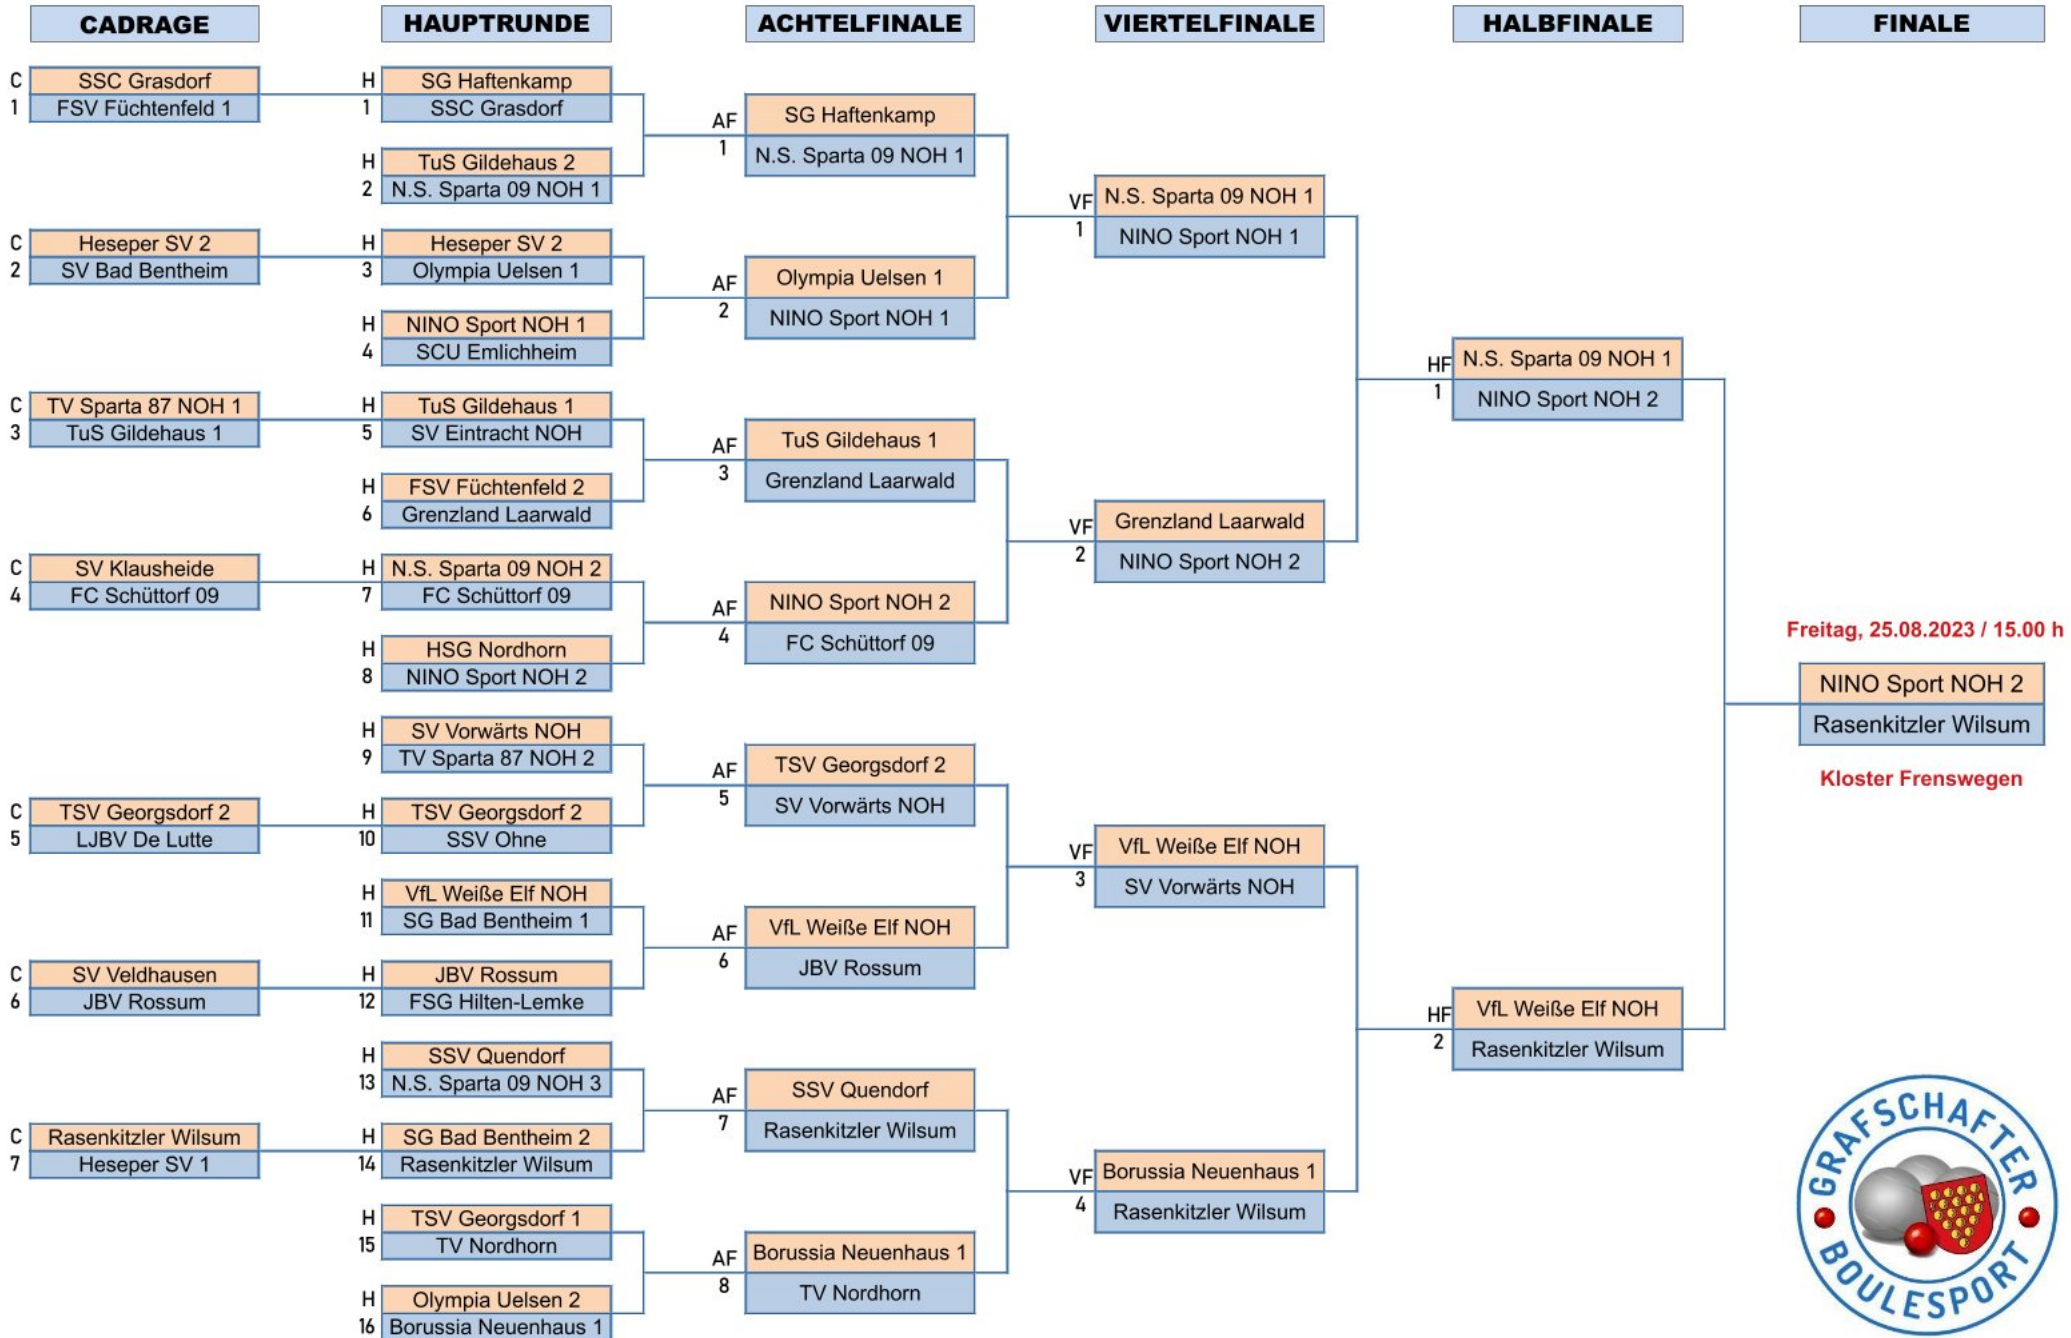 CADRAGE
HAUPTRUNDE
ACHTELFINALE
VIERTELFINALE
HALBFINALE
FINALE
C
1
SSC Grasdorf
FSV Füchtenfeld 1
C
2
Heseper SV 2
SV Bad Bentheim
C
3
TV Sparta 87 NOH 1
TuS Gildehaus 1
C
4
SV Klausheide
FC Schüttorf 09
C
5
TSV Georgsdorf 2
LJBV De Lutte
C
6
SV Veldhausen
JBV Rossum
C
7
Rasenkitzler Wilsum
Heseper SV 1
H
1
SG Haftenkamp
SSC Grasdorf
H
2
TuS Gildehaus 2
N.S. Sparta 09 NOH 1
H
3
Heseper SV 2
Olympia Uelsen 1
H
4
NINO Sport NOH 1
SCU Emlichheim
H
5
TuS Gildehaus 1
SV Eintracht NOH
H
6
FSV Füchtenfeld 2
Grenzland Laarwald
H
7
N.S. Sparta 09 NOH 2
FC Schüttorf 09
H
8
HSG Nordhorn
NINO Sport NOH 2
H
9
SV Vorwärts NOH
TV Sparta 87 NOH 2
H
10
TSV Georgsdorf 2
SSV Ohne
H
11
VfL Weiße Elf NOH
SG Bad Bentheim 1
H
12
JBV Rossum
FSG Hilten-Lemke
H
13
SSV Quendorf
N.S. Sparta 09 NOH 3
H
14
SG Bad Bentheim 2
Rasenkitzler Wilsum
H
15
TSV Georgsdorf 1
TV Nordhorn
H
16
Olympia Uelsen 2
Borussia Neuenhaus 1
AF
1
SG Haftenkamp
N.S. Sparta 09 NOH 1
AF
2
Olympia Uelsen 1
NINO Sport NOH 1
AF
3
TuS Gildehaus 1
Grenzland Laarwald
AF
4
NINO Sport NOH 2
FC Schüttorf 09
AF
5
TSV Georgsdorf 2
SV Vorwärts NOH
AF
6
VfL Weiße Elf NOH
JBV Rossum
AF
7
SSV Quendorf
Rasenkitzler Wilsum
AF
8
Borussia Neuenhaus 1
TV Nordhorn
VF
1
N.S. Sparta 09 NOH 1
NINO Sport NOH 1
VF
2
Grenzland Laarwald
NINO Sport NOH 2
VF
3
VfL Weiße Elf NOH
SV Vorwärts NOH
VF
4
Borussia Neuenhaus 1
Rasenkitzler Wilsum
HF
1
N.S. Sparta 09 NOH 1
NINO Sport NOH 2
HF
2
VfL Weiße Elf NOH
Rasenkitzler Wilsum
Freitag, 25.08.2023 / 15.00 h
NINO Sport NOH 2
Rasenkitzler Wilsum
Kloster Frenswegen
GRAFSCHAFTER
BOULESPORT